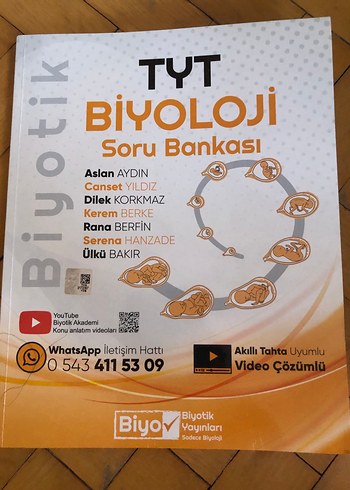 Biyotik
TYT
BİYOLOJİ
Soru Bankası
Aslan AYDIN
Canset YILDIZ
Dilek KORKMAZ
Kerem BERKE
Rana BERFİN
Serena HANZADE
Ülkü BAKIR
YouTube
Biyotik Akademi
Konu anlatım videoları
WhatsApp İletişim Hattı
0 543 411 53 09
Akıllı Tahta Uyumlu
Video Çözümlü
Biyo
Biyotik
Yayınları
Sadece Biyoloji